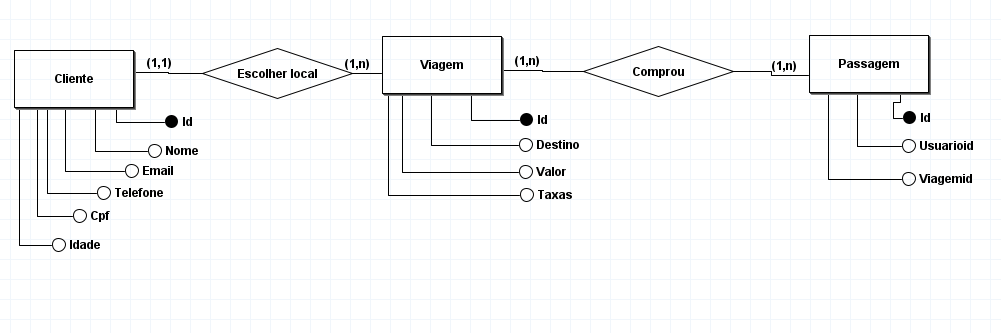 Cliente
(1,1)
Escolher local
(1,n)
Viagem
(1,n)
Comprou
(1,n)
Passagem
Id
Nome
Email
Telefone
Cpf
Idade
Id
Destino
Valor
Taxas
Id
Usuarioid
Viagemid